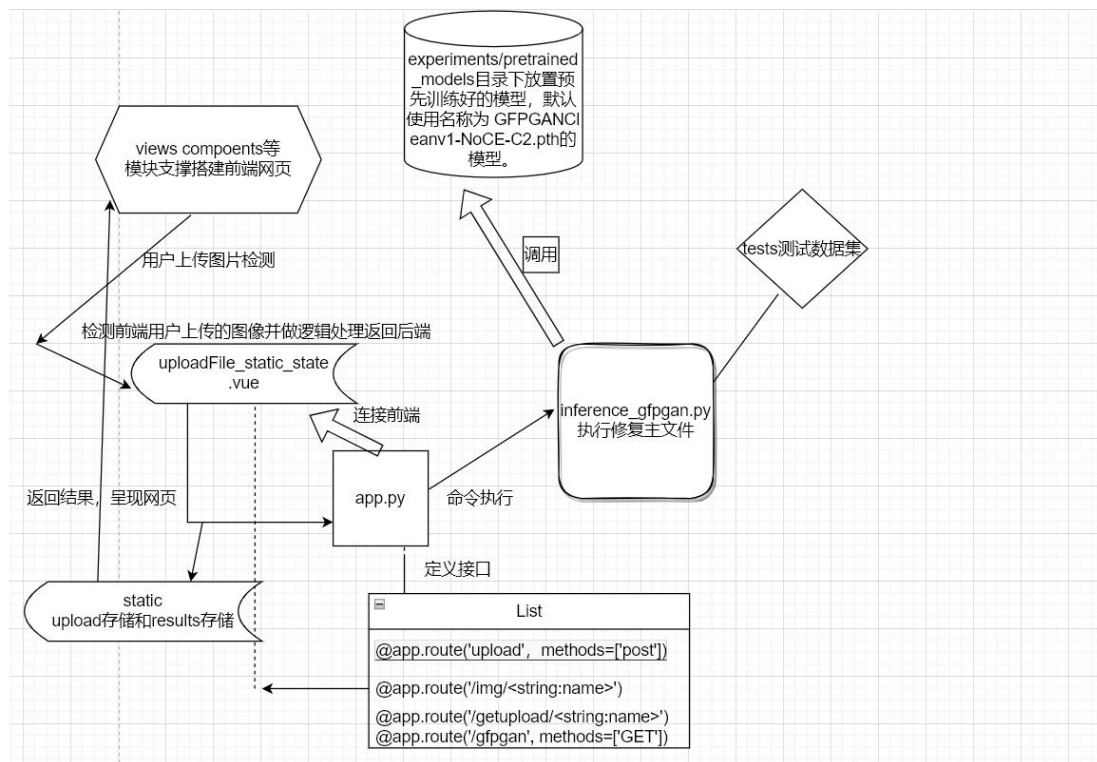 experiments/pretrained
_models目录下放置预
先训练好的模型，默认
使用名称为 GFPGANCl
eanv1-NoCE-C2.pth的
模型。
views compoents等
模块支撑搭建前端网页
调用
tests测试数据集
用户上传图片检测
检测前端用户上传的图像并做逻辑处理返回后端
uploadFile_static_state
.vue
连接前端
inference_gfpgan.py
执行修复主文件
返回结果，呈现网页
app.py
命令执行
定义接口
static
upload存储和results存储
List
@app.route('upload'，methods=['post'])
@app.route('/img/<string:name>')
@app.route('/getupload/<string:name>')
@app.route('/gfpgan', methods=['GET'])